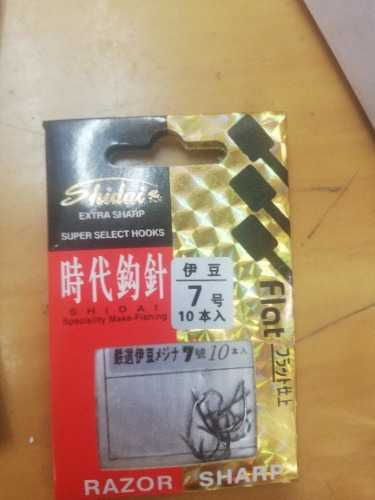 Shidai
EXTRA SHARP
SUPER SELECT HOOKS
時代鈎針
SHIDAI
Speciality Make-Fishing
伊豆
7号
10本入
Flat フラット仕上
厳選伊豆メジナ7號10本入
RAZOR SHARP